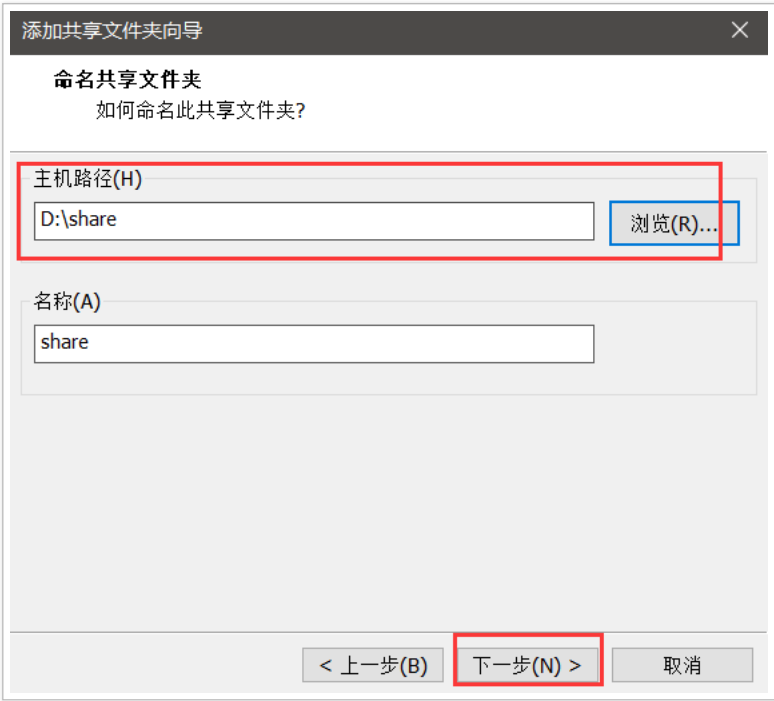 添加共享文件夹向导
命名共享文件夹
如何命名此共享文件夹?
主机路径(H)
D:\share
浏览(R)...
名称(A)
share
< 上一步(B)
下一步(N) >
取消